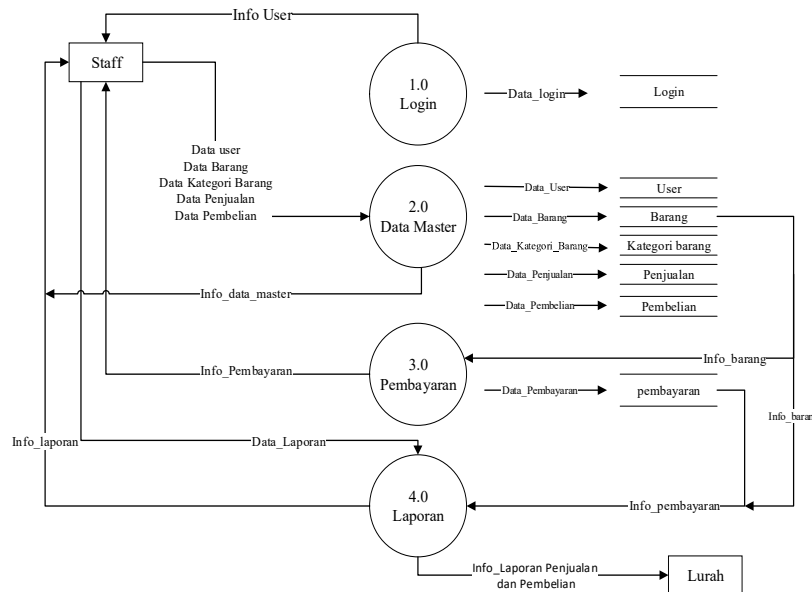 Info User
Staff
1.0
Login
Data_login
Login
Data user
Data Barang
Data Kategori Barang
Data Penjualan
Data Pembelian
2.0
Data Master
Data_User
User
Data_Barang
Barang
Data_Kategori_Barang
Kategori barang
Data_Penjualan
Penjualan
Data_Pembelian
Pembelian
Info_data_master
Info_barang
3.0
Pembayaran
Info_Pembayaran
Data_Pembayaran
pembayaran
Info_baran
Info_laporan
Data_Laporan
4.0
Laporan
Info_pembayaran
Info_Laporan Penjualan
dan Pembelian
Lurah